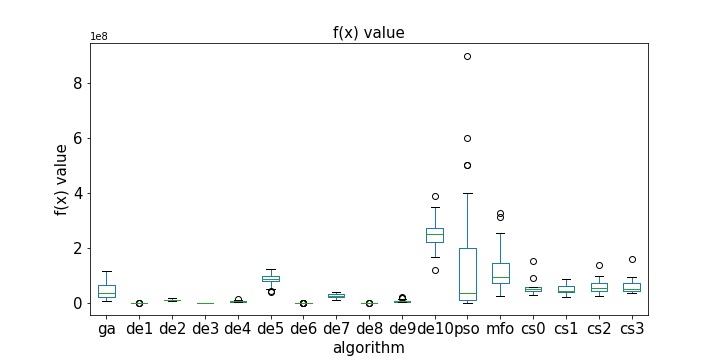 f(x) value
1e8
f(x) value
8
6
4
2
0
ga de1 de2 de3 de4 de5 de6 de7 de8 de9 de10 pso mfo cs0 cs1 cs2 cs3
algorithm